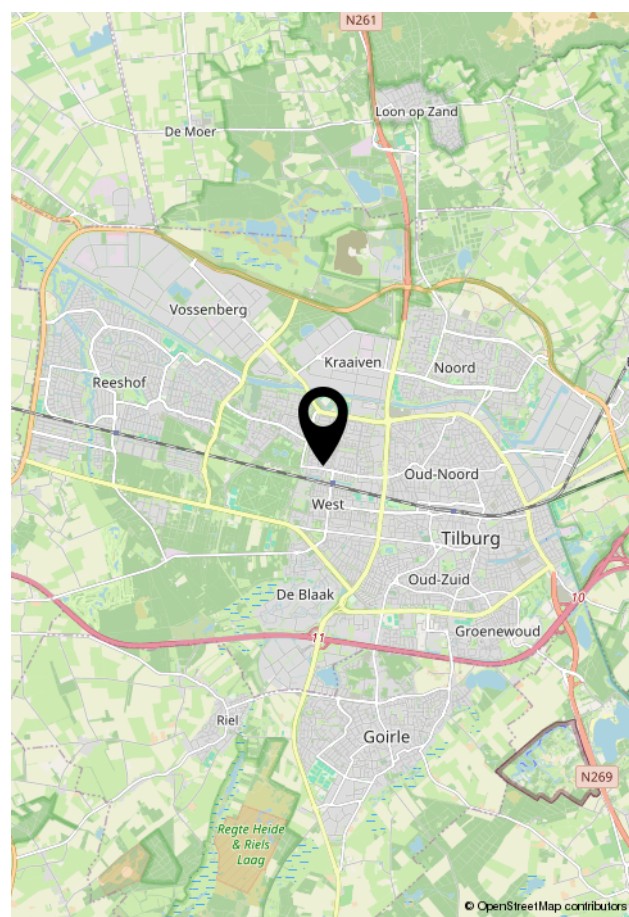 N261
Loon op Zand
De Moer
Vossenberg
Kraaiven
Noord
Reeshof
Oud-Noord
West
Tilburg
Oud-Zuid
De Blaak
10
Groenewoud
11
Riel
Goirle
N269
Regte Heide
& Riels
Laag
© OpenStreetMap contributors